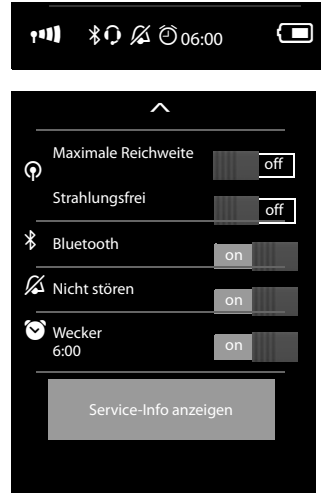 06:00
Maximale Reichweite off
Strahlungsfrei off
Bluetooth on
Nicht stören on
Wecker on
6:00
Service-Info anzeigen